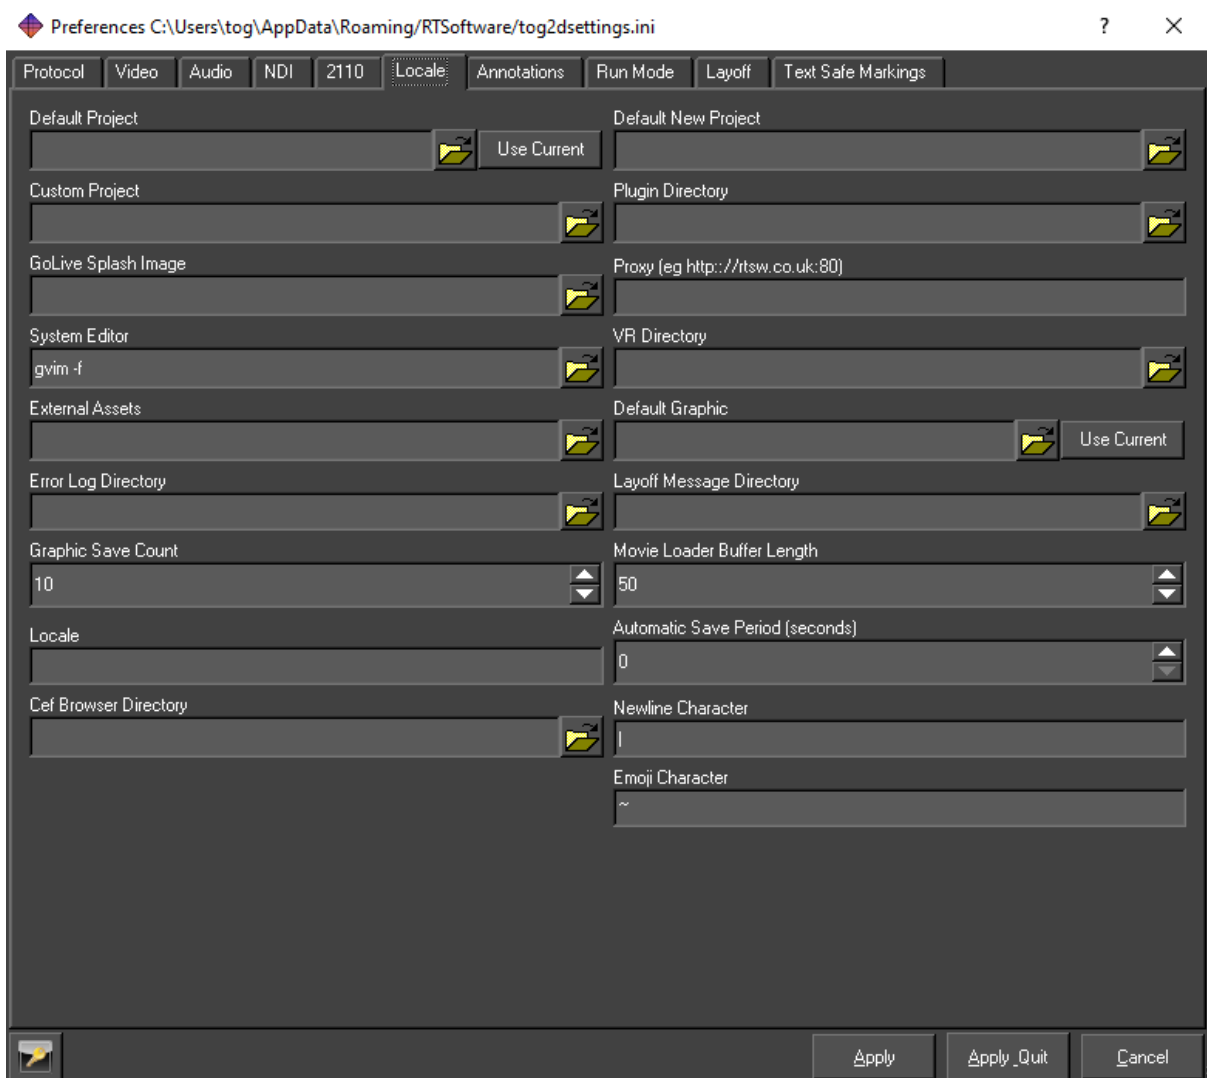 Preferences C:\Users\tog\AppData\Roaming/RTSoftware/tog2dsettings.ini ? ✕
Protocol Video Audio NDI 2110 Locale Annotations Run Mode Layoff Text Safe Markings
Default Project Default New Project
Use Current
Custom Project Plugin Directory
GoLive Splash Image Proxy (eg http:://rtsw.co.uk:80)
System Editor VR Directory
gvim -f
External Assets Default Graphic
Use Current
Error Log Directory Layoff Message Directory
Graphic Save Count Movie Loader Buffer Length
10 50
Locale Automatic Save Period (seconds)
0
Cef Browser Directory Newline Character
|
Emoji Character
~
Apply Apply_Quit Cancel